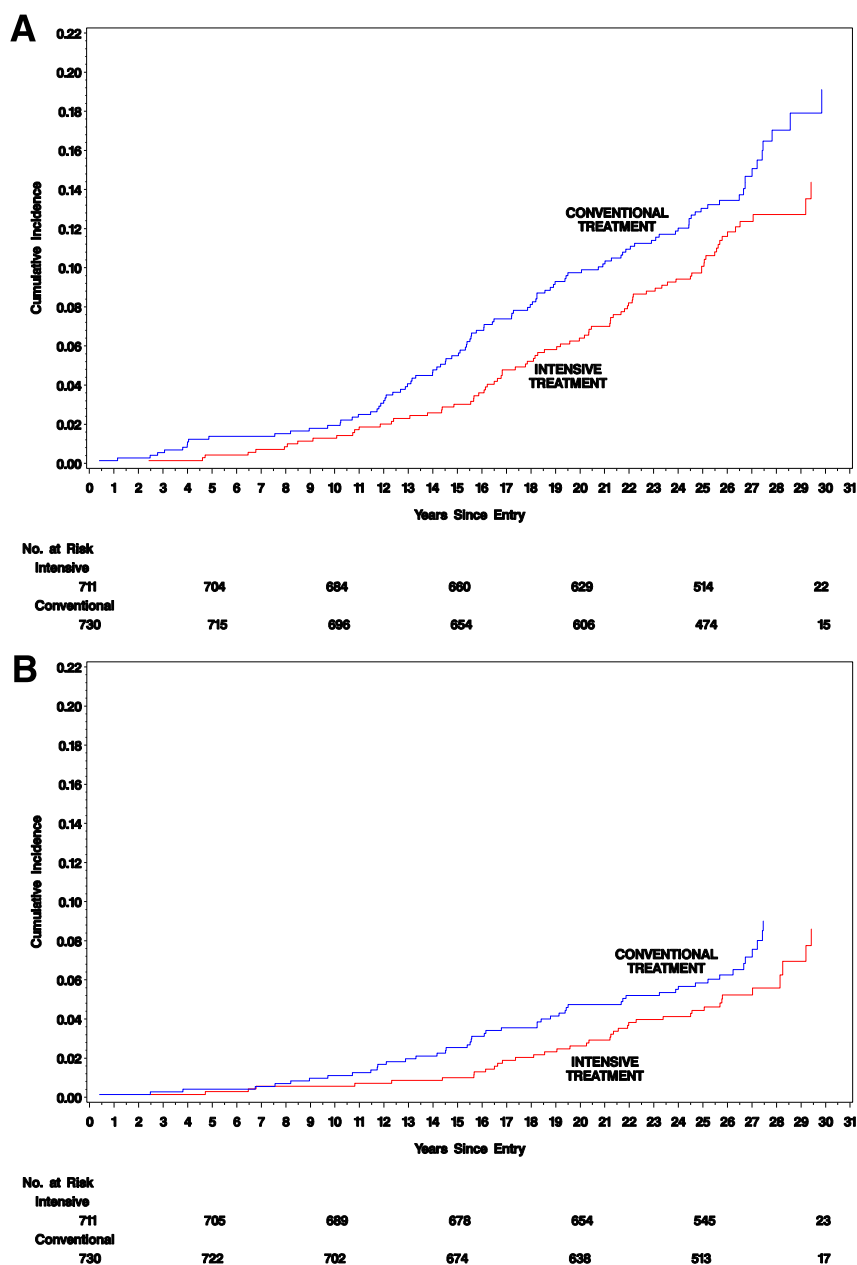 A
0.22
0.20
0.18
0.16
0.14
0.12
0.10
0.08
0.06
0.04
0.02
0.00
Cumulative Incidence
CONVENTIONAL
TREATMENT
INTENSIVE
TREATMENT
0 1 2 3 4 5 6 7 8 9 10 11 12 13 14 15 16 17 18 19 20 21 22 23 24 25 26 27 28 29 30 31
Years Since Entry
No. at Risk
Intensive
711 704 684 660 629 514 22
Conventional
730 715 696 654 606 474 15
B
0.22
0.20
0.18
0.16
0.14
0.12
0.10
0.08
0.06
0.04
0.02
0.00
Cumulative Incidence
CONVENTIONAL
TREATMENT
INTENSIVE
TREATMENT
0 1 2 3 4 5 6 7 8 9 10 11 12 13 14 15 16 17 18 19 20 21 22 23 24 25 26 27 28 29 30 31
Years Since Entry
No. at Risk
Intensive
711 705 689 678 654 545 23
Conventional
730 722 702 674 638 513 17